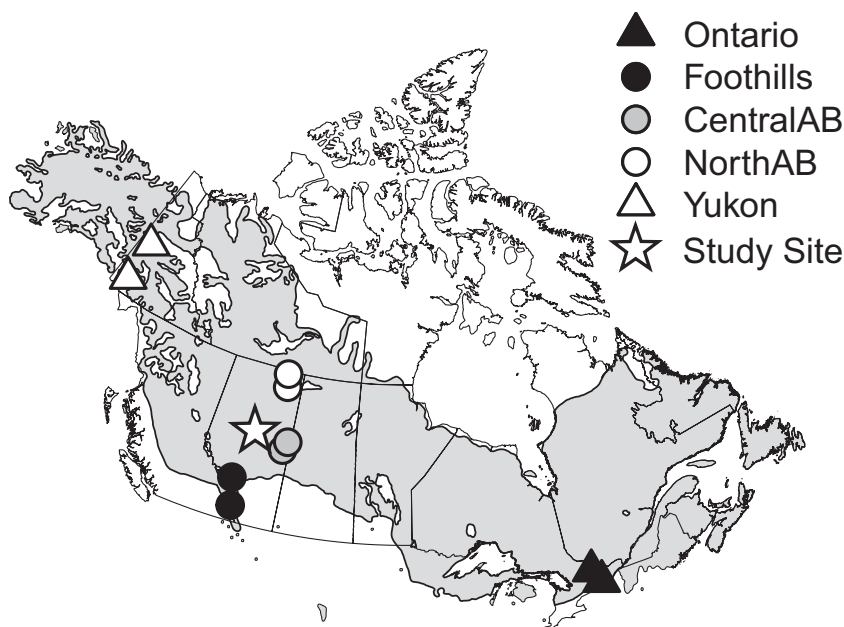 Ontario
Foothills
CentralAB
NorthAB
Yukon
Study Site